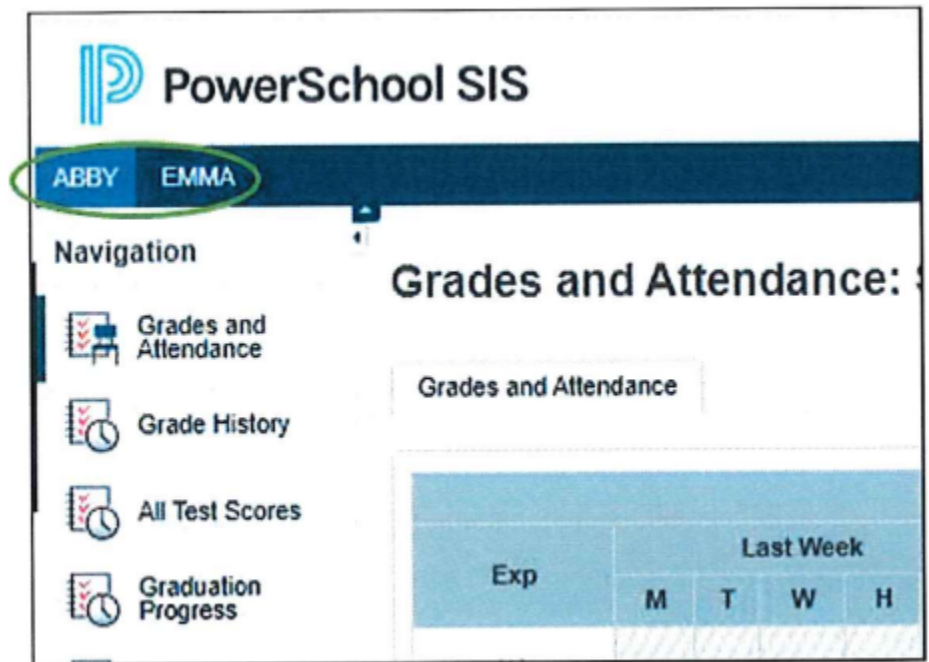 PowerSchool SIS
ABBY EMMA
Navigation
Grades and Attendance:
Grades and
Attendance
Grades and Attendance
Grade History
All Test Scores
Last Week
Exp
M T W H
Graduation
Progress